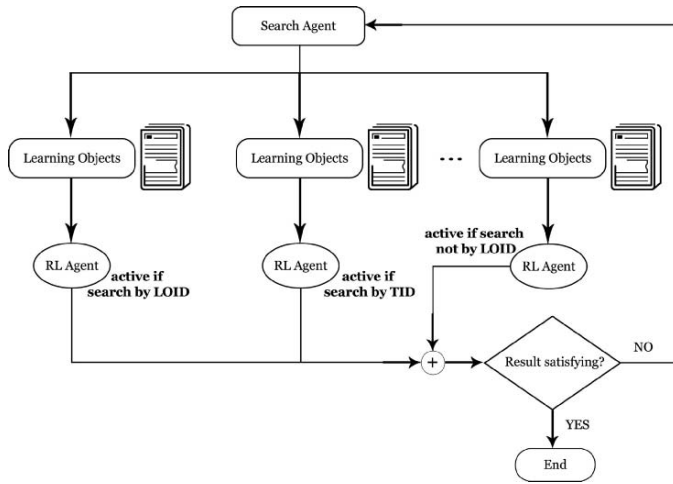 Search Agent
Learning Objects
Learning Objects
...
Learning Objects
RL Agent
active if
search by LOID
RL Agent
active if
search by TID
active if search
not by LOID
RL Agent
+
Result satisfying?
NO
YES
End